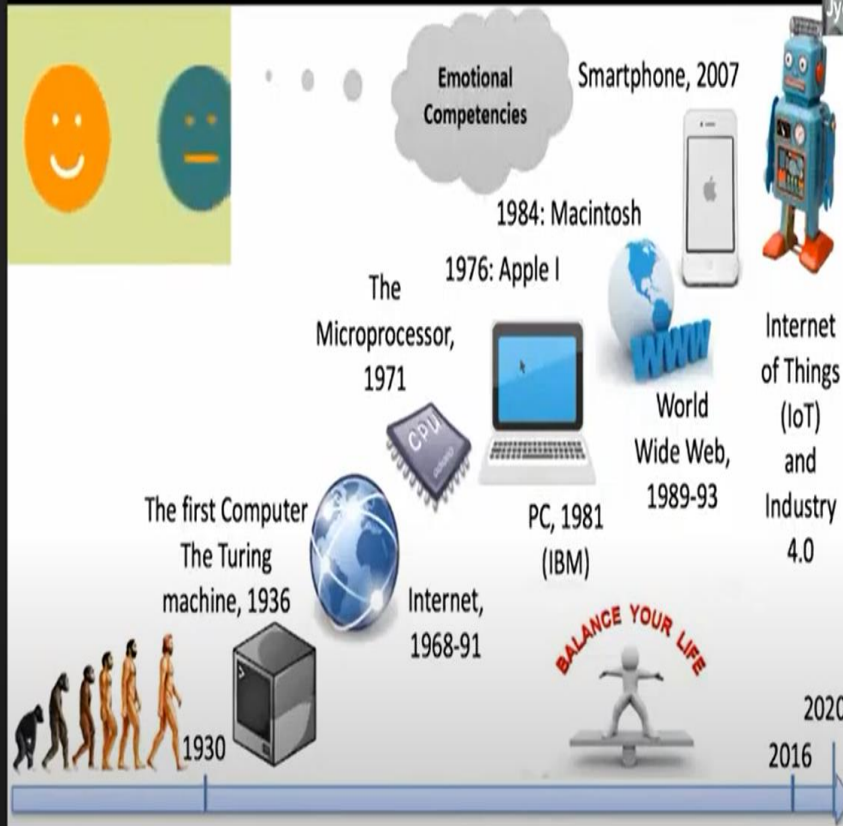 Jy
Emotional
Competencies
Smartphone, 2007
1984: Macintosh
1976: Apple I
The
Microprocessor,
1971
CPU
WWW
Internet
of Things
(IoT)
and
Industry
4.0
World
Wide Web,
1989-93
The first Computer
The Turing
machine, 1936
PC, 1981
(IBM)
Internet,
1968-91
BALANCE YOUR LIFE
1930
2016
2020